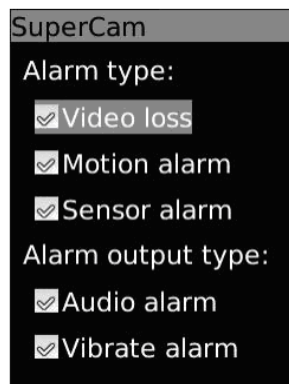 SuperCam
Alarm type:
Video loss
Motion alarm
Sensor alarm
Alarm output type:
Audio alarm
Vibrate alarm